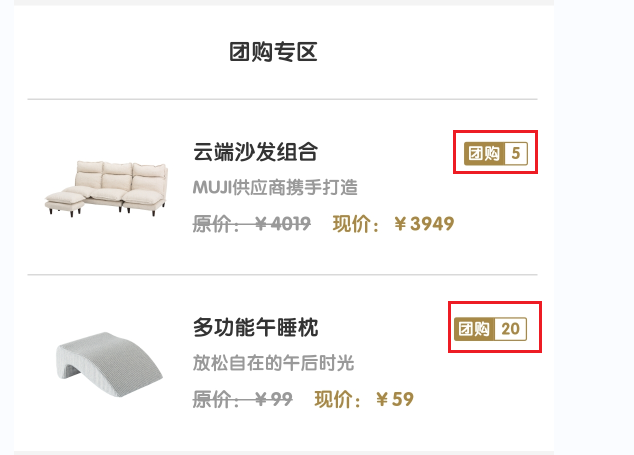 团购专区
云端沙发组合
团购 5
MUJI供应商携手打造
原价：￥4019 现价：￥3949
多功能午睡枕
团购 20
放松自在的午后时光
原价：￥99 现价：￥59